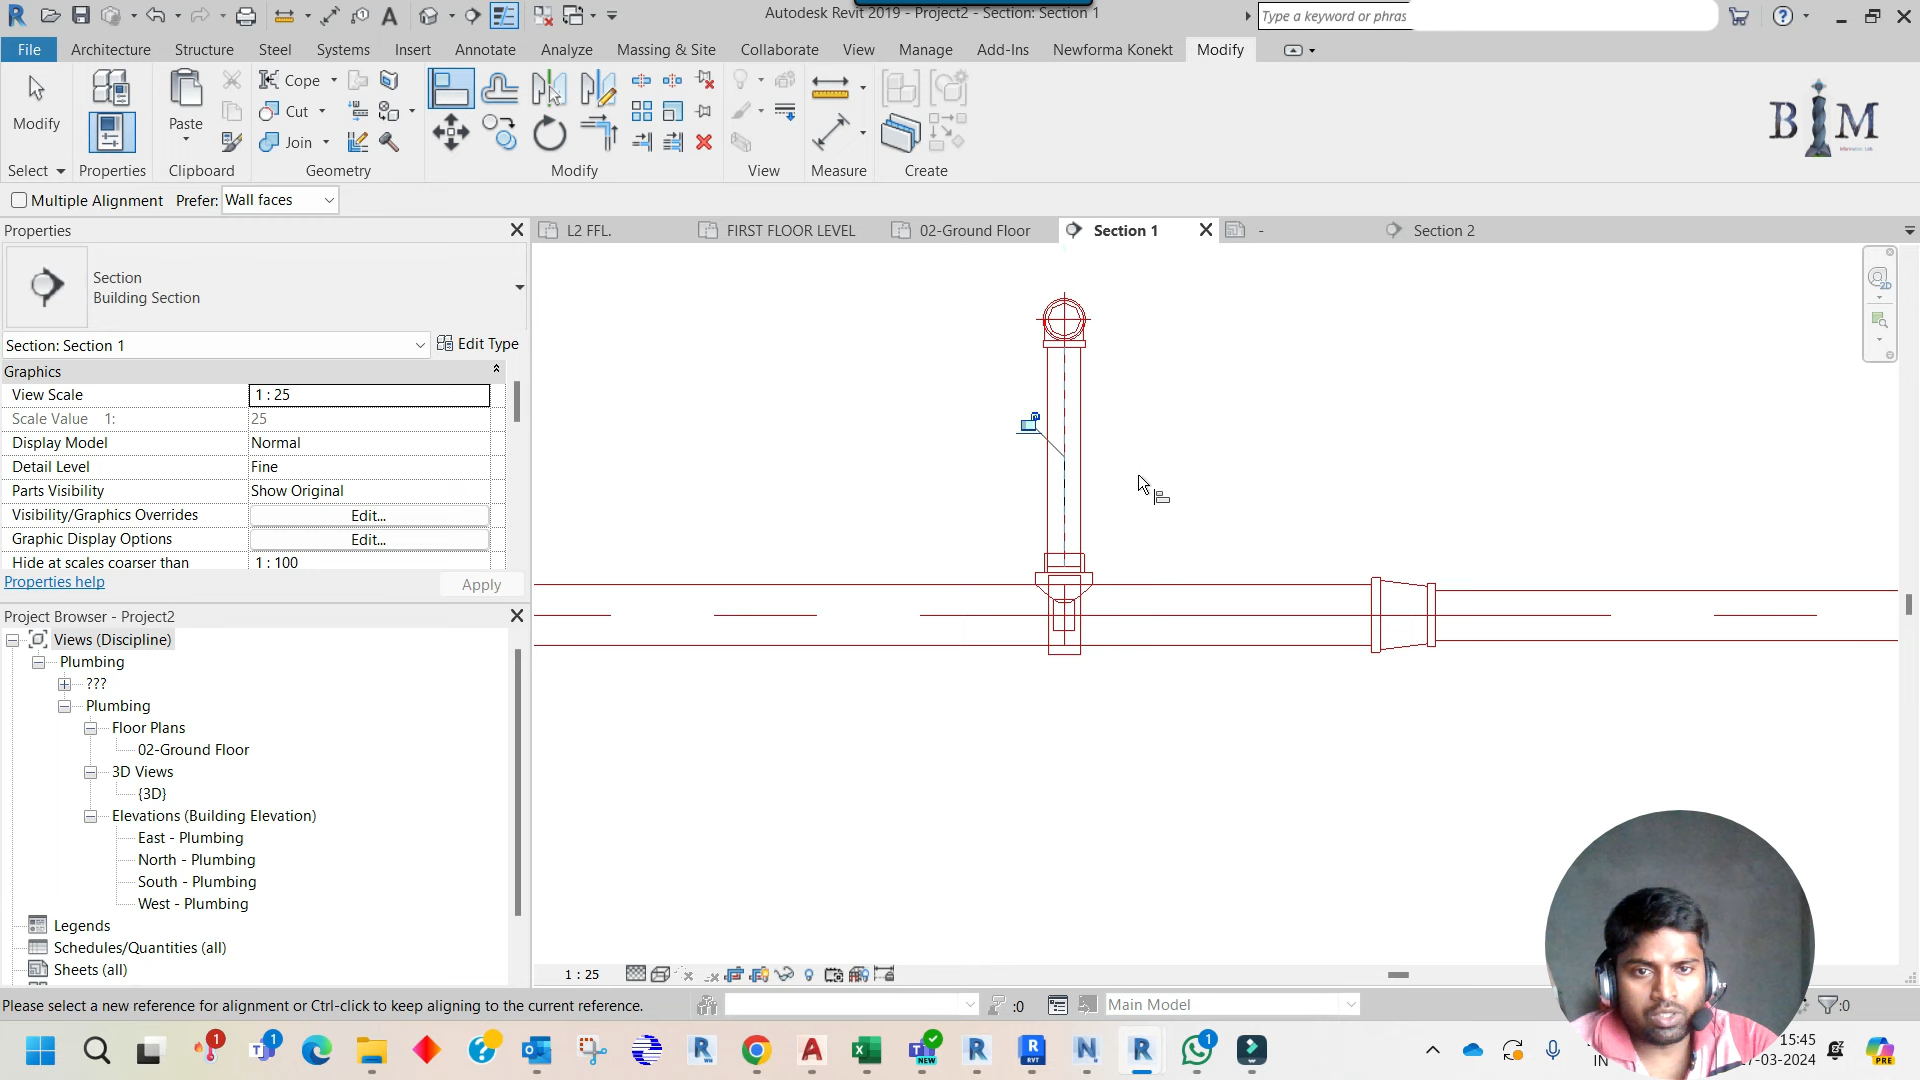 Autodesk Revit 2019 - Project2 - Section: Section 1
Type a keyword or phras
File Architecture Structure Steel Systems Insert Annotate Analyze Massing & Site Collaborate View Manage Add-Ins Newforma Konekt Modify
Modify
Paste
Cope
Cut
Join
Select Properties Clipboard Geometry Modify View Measure Create
BIM
Multiple Alignment Prefer: Wall faces
Properties
L2 FFL. FIRST FLOOR LEVEL 02-Ground Floor Section 1 - Section 2
Section
Building Section
Section: Section 1 Edit Type
Graphics
View Scale 1 : 25
Scale Value 1: 25
Display Model Normal
Detail Level Fine
Parts Visibility Show Original
Visibility/Graphics Overrides Edit...
Graphic Display Options Edit...
Hide at scales coarser than 1 : 100
Properties help Apply
Project Browser - Project2
Views (Discipline)
Plumbing
???
Plumbing
Floor Plans
02-Ground Floor
3D Views
{3D}
Elevations (Building Elevation)
East - Plumbing
North - Plumbing
South - Plumbing
West - Plumbing
Legends
Schedules/Quantities (all)
Sheets (all)
2D
1 : 25
Please select a new reference for alignment or Ctrl-click to keep aligning to the current reference.
:0
Main Model
:0
IN
15:45
7-03-2024